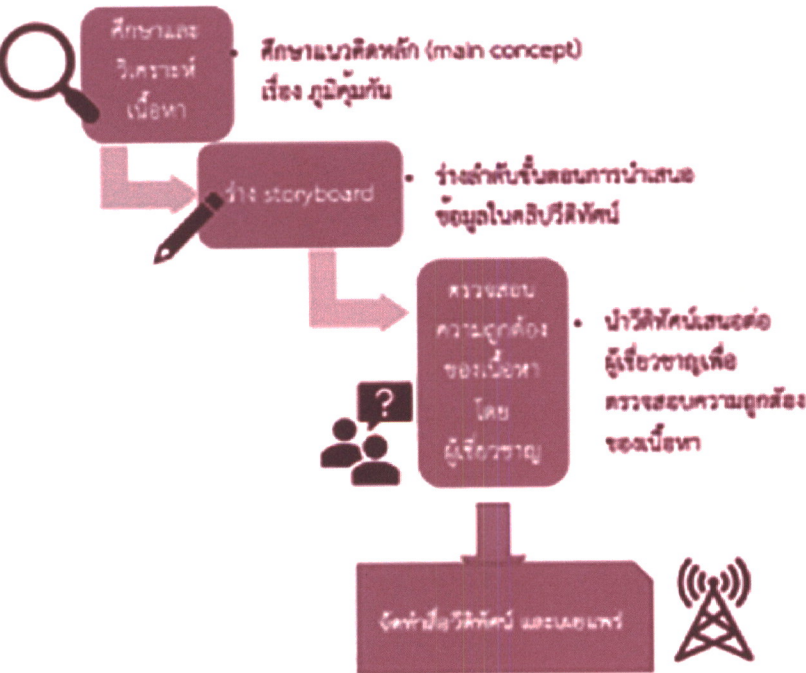 ศึกษาและ
วิเคราะห์
เนื้อหา
• ศึกษาแนวคิดหลัก (main concept)
เรื่อง ภูมิคุ้มกัน
ร่าง storyboard
• ร่างลำดับขั้นตอนการนำเสนอ
ข้อมูลในคลิปวีดิทัศน์
ตรวจสอบ
ความถูกต้อง
ของเนื้อหา
โดย
ผู้เชี่ยวชาญ
• นำวีดิทัศน์เสนอต่อ
ผู้เชี่ยวชาญเพื่อ
ตรวจสอบความถูกต้อง
ของเนื้อหา
?
จัดทำสื่อวีดิทัศน์ และเผยแพร่